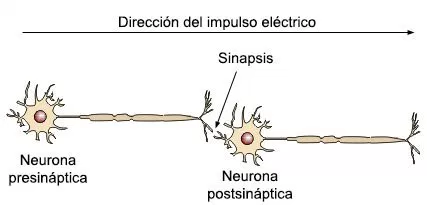 Dirección del impulso eléctrico
Sinapsis
Neurona
presináptica
Neurona
postsináptica